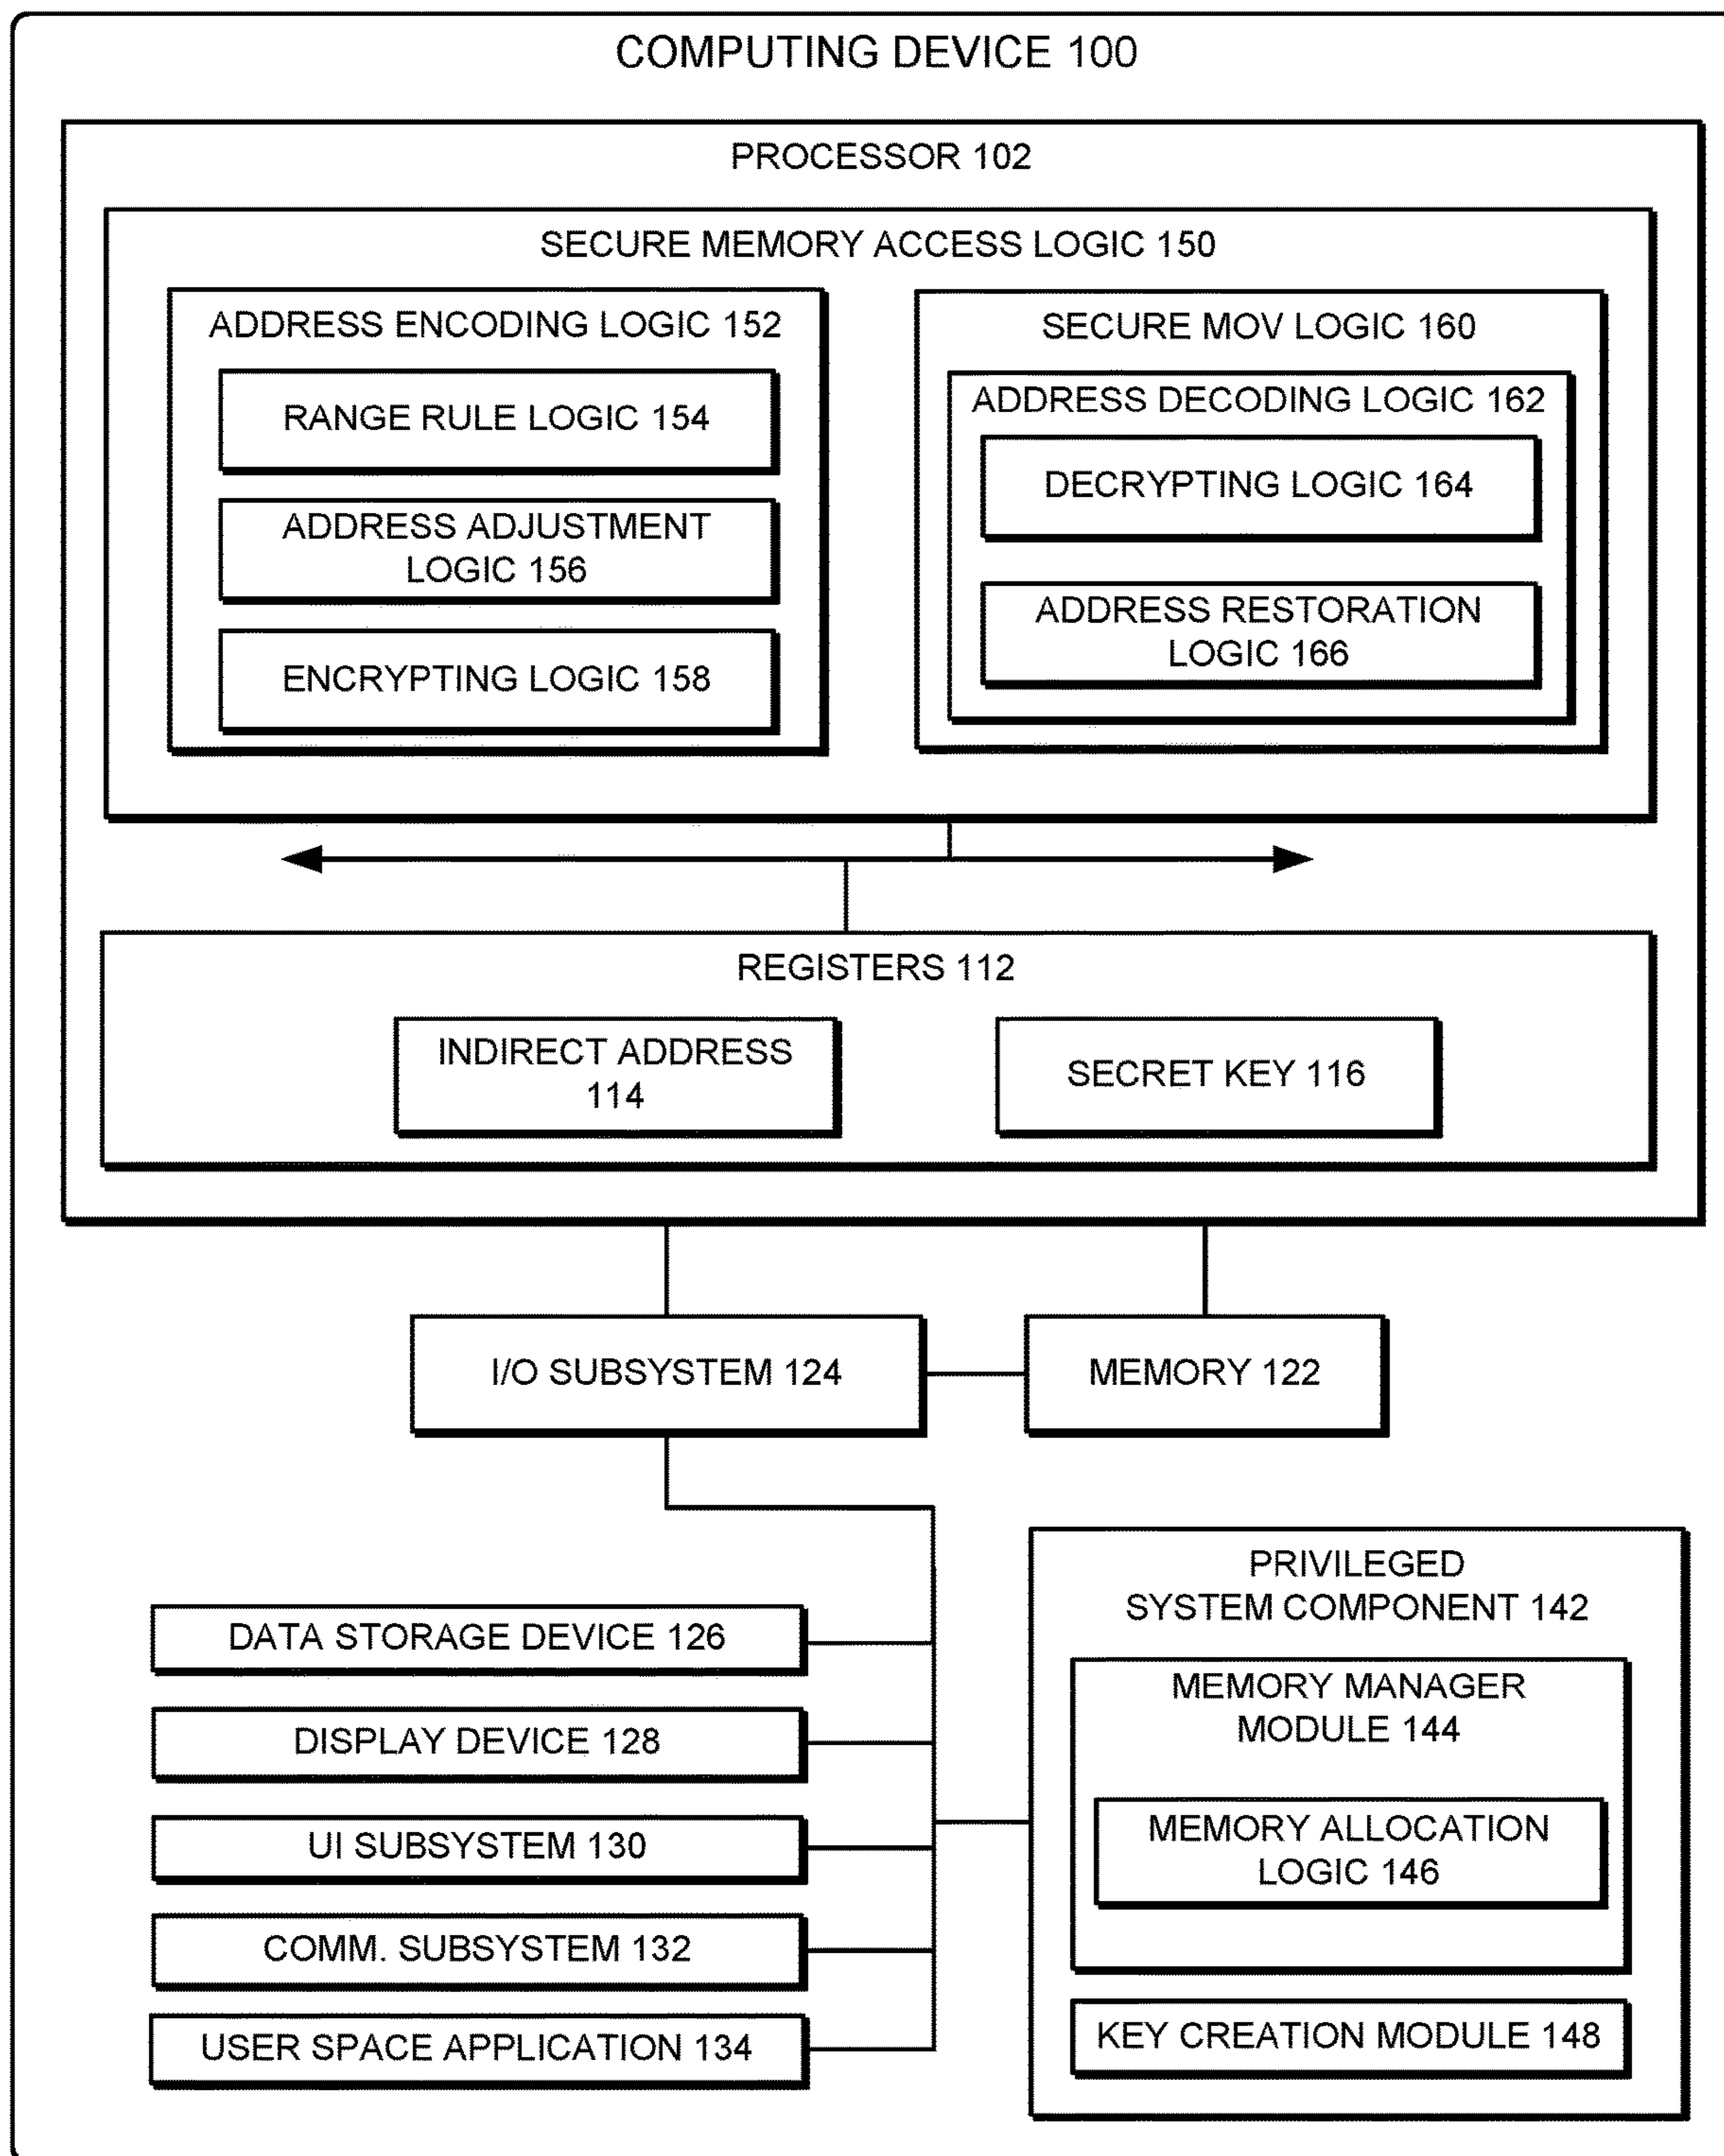 COMPUTING DEVICE 100
PROCESSOR 102
SECURE MEMORY ACCESS LOGIC 150
ADDRESS ENCODING LOGIC 152
RANGE RULE LOGIC 154
ADDRESS ADJUSTMENT
LOGIC 156
ENCRYPTING LOGIC 158
SECURE MOV LOGIC 160
ADDRESS DECODING LOGIC 162
DECRYPTING LOGIC 164
ADDRESS RESTORATION
LOGIC 166
REGISTERS 112
INDIRECT ADDRESS
114
SECRET KEY 116
I/O SUBSYSTEM 124
MEMORY 122
DATA STORAGE DEVICE 126
DISPLAY DEVICE 128
UI SUBSYSTEM 130
COMM. SUBSYSTEM 132
USER SPACE APPLICATION 134
PRIVILEGED
SYSTEM COMPONENT 142
MEMORY MANAGER
MODULE 144
MEMORY ALLOCATION
LOGIC 146
KEY CREATION MODULE 148